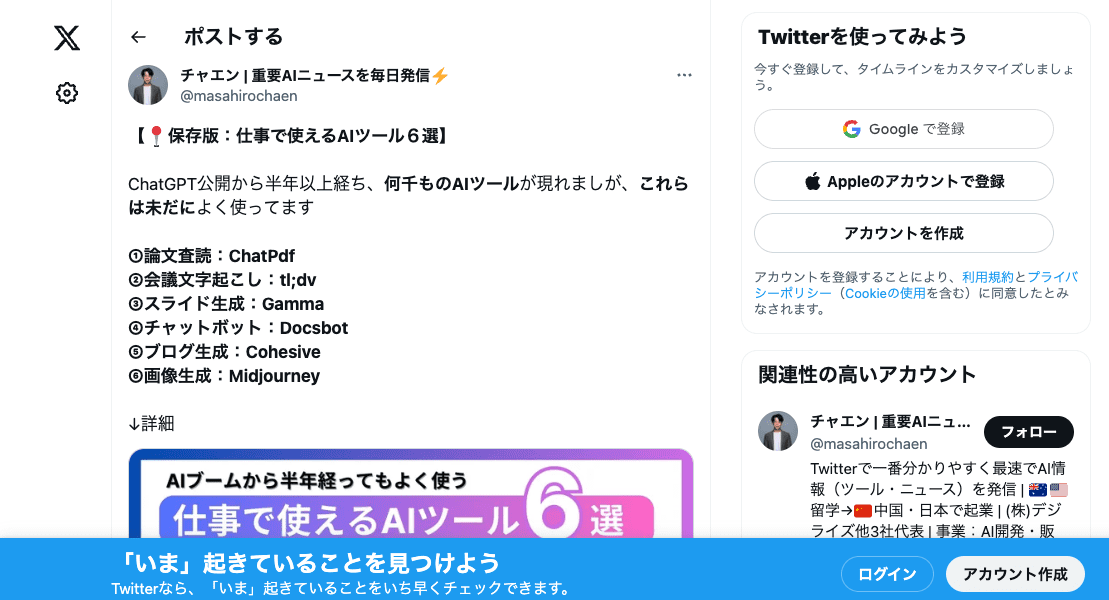 ポストする
チャエン | 重要AIニュースを毎日発信⚡
@masahirochaen
【📍保存版：仕事で使えるAIツール６選】
ChatGPT公開から半年以上経ち、何千ものAIツールが現れましが、これら
は未だによく使ってます
①論文査読：ChatPdf
②会議文字起こし：tl;dv
③スライド生成：Gamma
④チャットボット：Docsbot
⑤ブログ生成：Cohesive
⑥画像生成：Midjourney
↓詳細
AIブームから半年経ってもよく使う
仕事で使えるAIツール6選
Twitterを使ってみよう
今すぐ登録して、タイムラインをカスタマイズしましょ
う。
Google で登録
Appleのアカウントで登録
アカウントを作成
アカウントを登録することにより、利用規約とプライバ
シーポリシー（Cookieの使用を含む）に同意したとみ
なされます。
関連性の高いアカウント
チャエン | 重要AIニュ...
@masahirochaen
フォロー
Twitterで一番分かりやすく最速でAI情
報（ツール・ニュース）を発信 | 🇦🇺🇺🇸
留学→🇨🇳中国・日本で起業 | (株)デジ
ライズ他3社代表 | 事業：AI開発・販
「いま」起きていることを見つけよう
Twitterなら、「いま」起きていることをいち早くチェックできます。
ログイン
アカウント作成